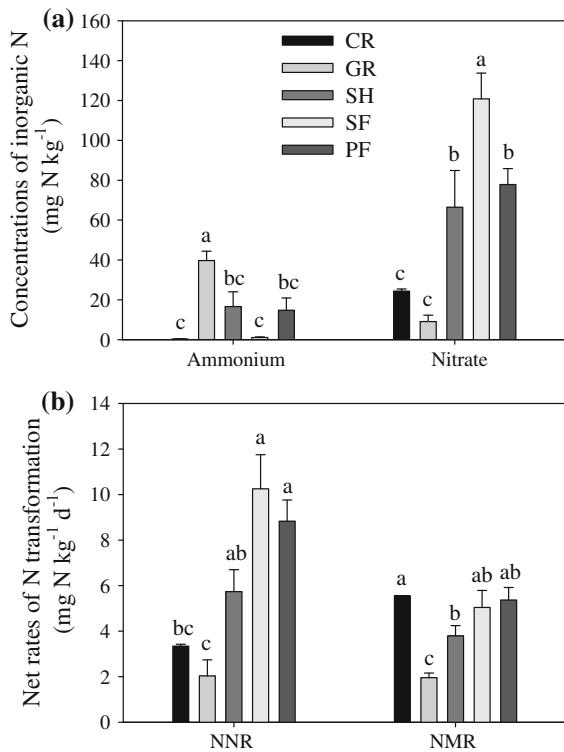 (a)
Concentrations of inorganic N
(mg N kg⁻¹)
160
140
120
100
80
60
40
20
0
CR
GR
SH
SF
PF
c
a
bc
c
bc
c
c
b
a
b
Ammonium
Nitrate
(b)
Net rates of N transformation
(mg N kg⁻¹ d⁻¹)
14
12
10
8
6
4
2
0
bc
c
ab
a
a
a
c
b
ab
ab
NNR
NMR